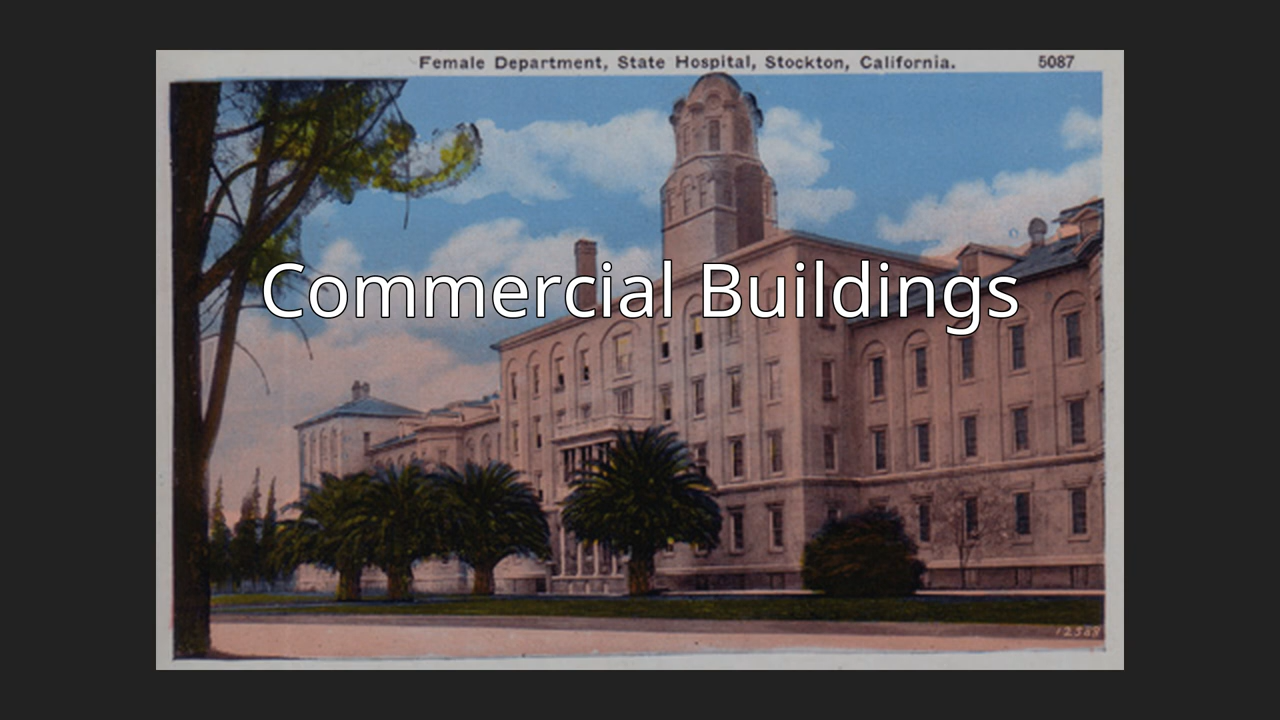 Female Department, State Hospital, Stockton, California. 5087
Commercial Buildings